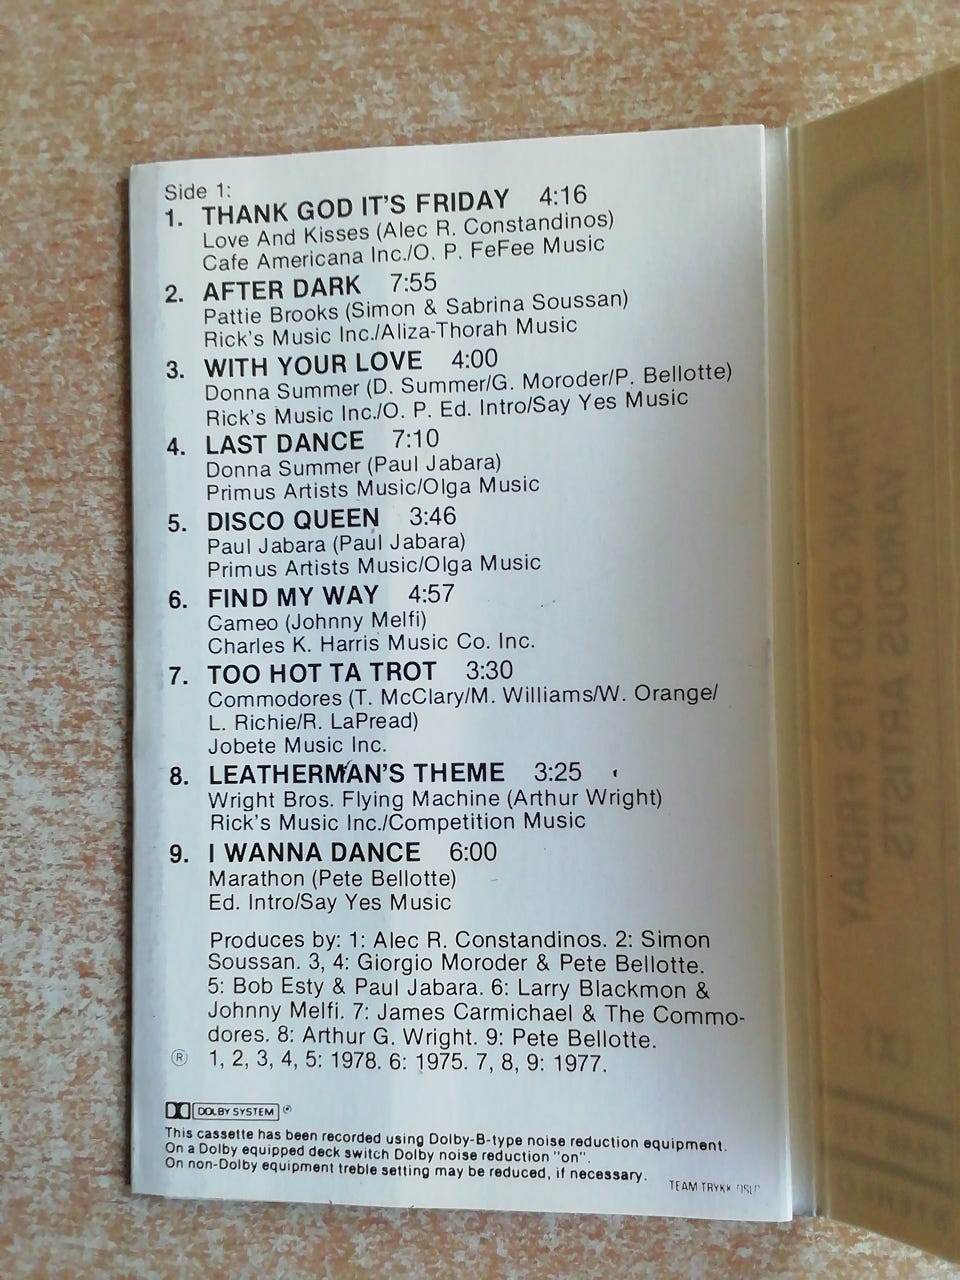 Side 1:
1. THANK GOD IT'S FRIDAY 4:16
Love And Kisses (Alec R. Constandinos)
Cafe Americana Inc./O. P. FeFee Music
2. AFTER DARK 7:55
Pattie Brooks (Simon & Sabrina Soussan)
Rick's Music Inc./Aliza-Thorah Music
3. WITH YOUR LOVE 4:00
Donna Summer (D. Summer/G. Moroder/P. Bellotte)
Rick's Music Inc./O. P. Ed. Intro/Say Yes Music
4. LAST DANCE 7:10
Donna Summer (Paul Jabara)
Primus Artists Music/Olga Music
5. DISCO QUEEN 3:46
Paul Jabara (Paul Jabara)
Primus Artists Music/Olga Music
6. FIND MY WAY 4:57
Cameo (Johnny Melfi)
Charles K. Harris Music Co. Inc.
7. TOO HOT TA TROT 3:30
Commodores (T. McClary/M. Williams/W. Orange/
L. Richie/R. LaPread)
Jobete Music Inc.
8. LEATHERMAN'S THEME 3:25
Wright Bros. Flying Machine (Arthur Wright)
Rick's Music Inc./Competition Music
9. I WANNA DANCE 6:00
Marathon (Pete Bellotte)
Ed. Intro/Say Yes Music
Produces by: 1: Alec R. Constandinos. 2: Simon
Soussan. 3, 4: Giorgio Moroder & Pete Bellotte.
5: Bob Esty & Paul Jabara. 6: Larry Blackmon &
Johnny Melfi. 7: James Carmichael & The Commo-
dores. 8: Arthur G. Wright. 9: Pete Bellotte.
Ⓡ 1, 2, 3, 4, 5: 1978. 6: 1975. 7, 8, 9: 1977.
DOLBY SYSTEM ®
This cassette has been recorded using Dolby-B-type noise reduction equipment.
On a Dolby equipped deck switch Dolby noise reduction "on".
On non-Dolby equipment treble setting may be reduced, if necessary.
TEAM TRYKK OSLO
VARIOUS ARTISTS
THANK GOD IT'S FRIDAY
STEREO